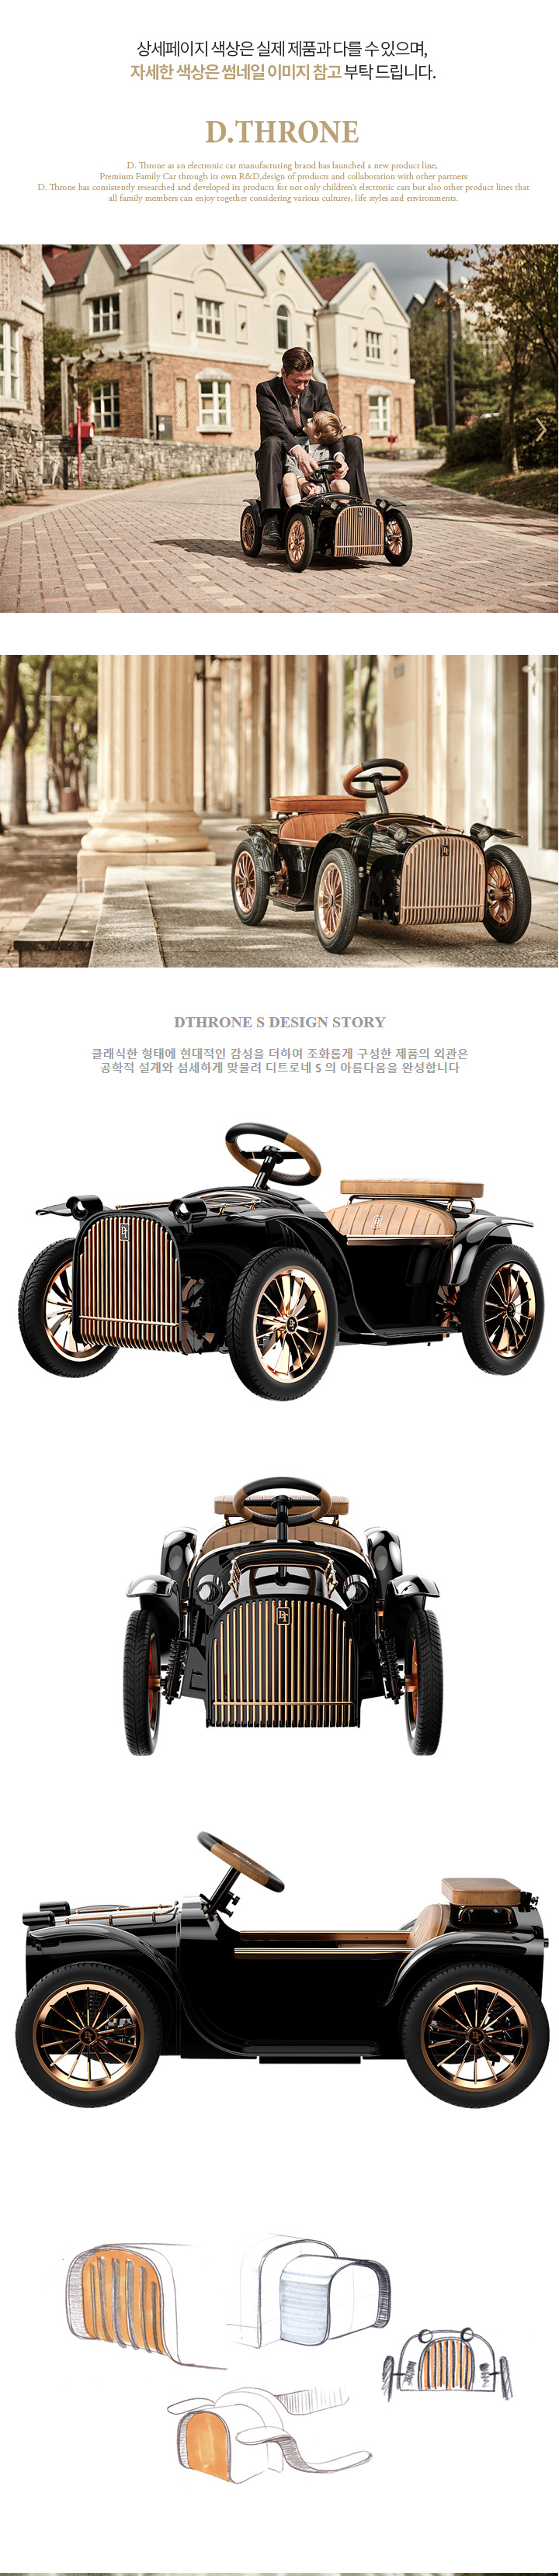 상세페이지 색상은 실제 제품과 다를 수 있으며,
자세한 색상은 썸네일 이미지 참고 부탁 드립니다.
D.THRONE
D. Throne as an electronic car manufacturing brand has launched a new product line,
Premium Family Car through its own R&D,design of products and collaboration with other partners
D. Throne has consistently researched and developed its products for not only children's electronic cars but also other product lines that
all family members can enjoy together considering various cultures, life styles and environments.
DTHRONE S DESIGN STORY
클래식한 형태에 현대적인 감성을 더하여 조화롭게 구성한 제품의 외관은
공학적 설계와 섬세하게 맞물려 디트로네 S 의 아름다움을 완성합니다